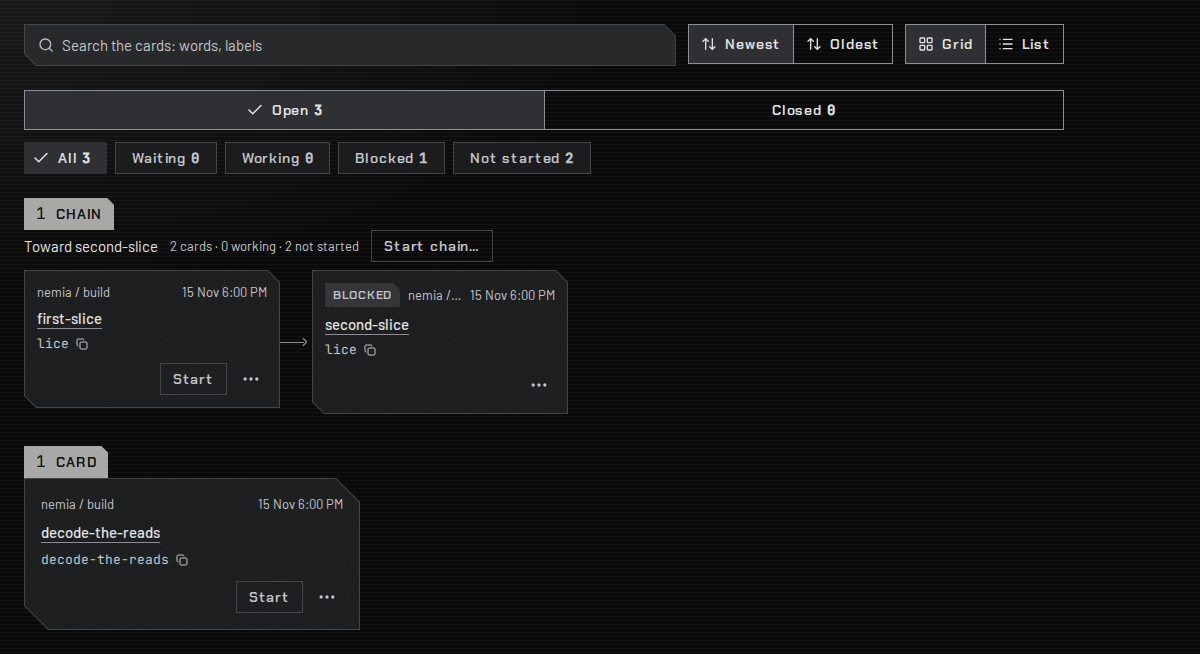 Search the cards: words, labels
Newest Oldest Grid List
Open 3 Closed 0
All 3 Waiting 0 Working 0 Blocked 1 Not started 2
1 CHAIN
Toward second-slice 2 cards · 0 working · 2 not started Start chain...
nemia / build 15 Nov 6:00 PM
first-slice
lice
Start
BLOCKED nemia /... 15 Nov 6:00 PM
second-slice
lice
1 CARD
nemia / build 15 Nov 6:00 PM
decode-the-reads
decode-the-reads
Start